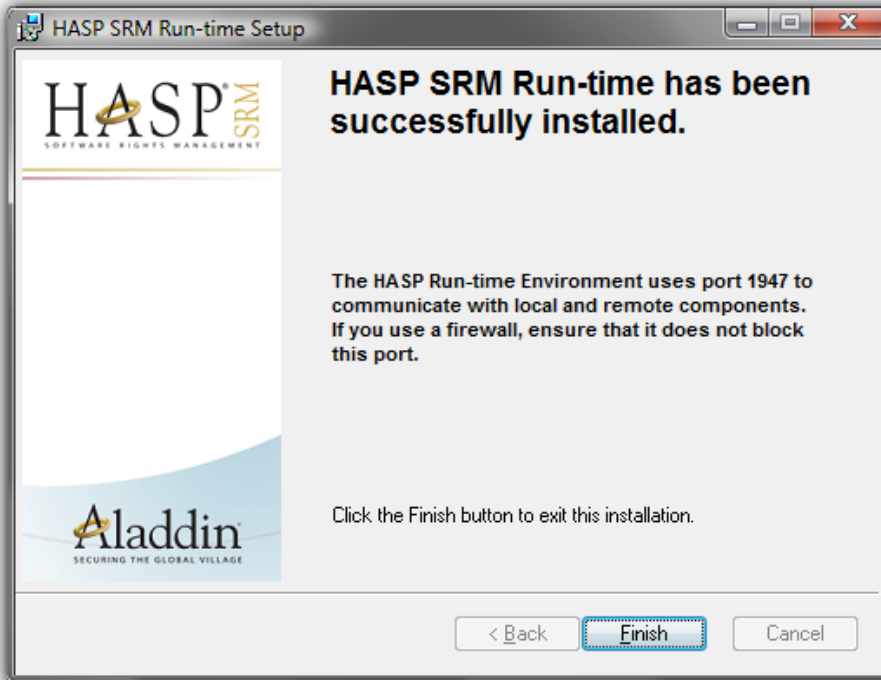 HASP SRM Run-time Setup
HASP® SRM
SOFTWARE RIGHTS MANAGEMENT
HASP SRM Run-time has been
successfully installed.
The HASP Run-time Environment uses port 1947 to
communicate with local and remote components.
If you use a firewall, ensure that it does not block
this port.
Aladdin
SECURING THE GLOBAL VILLAGE
Click the Finish button to exit this installation.
< Back
Finish
Cancel